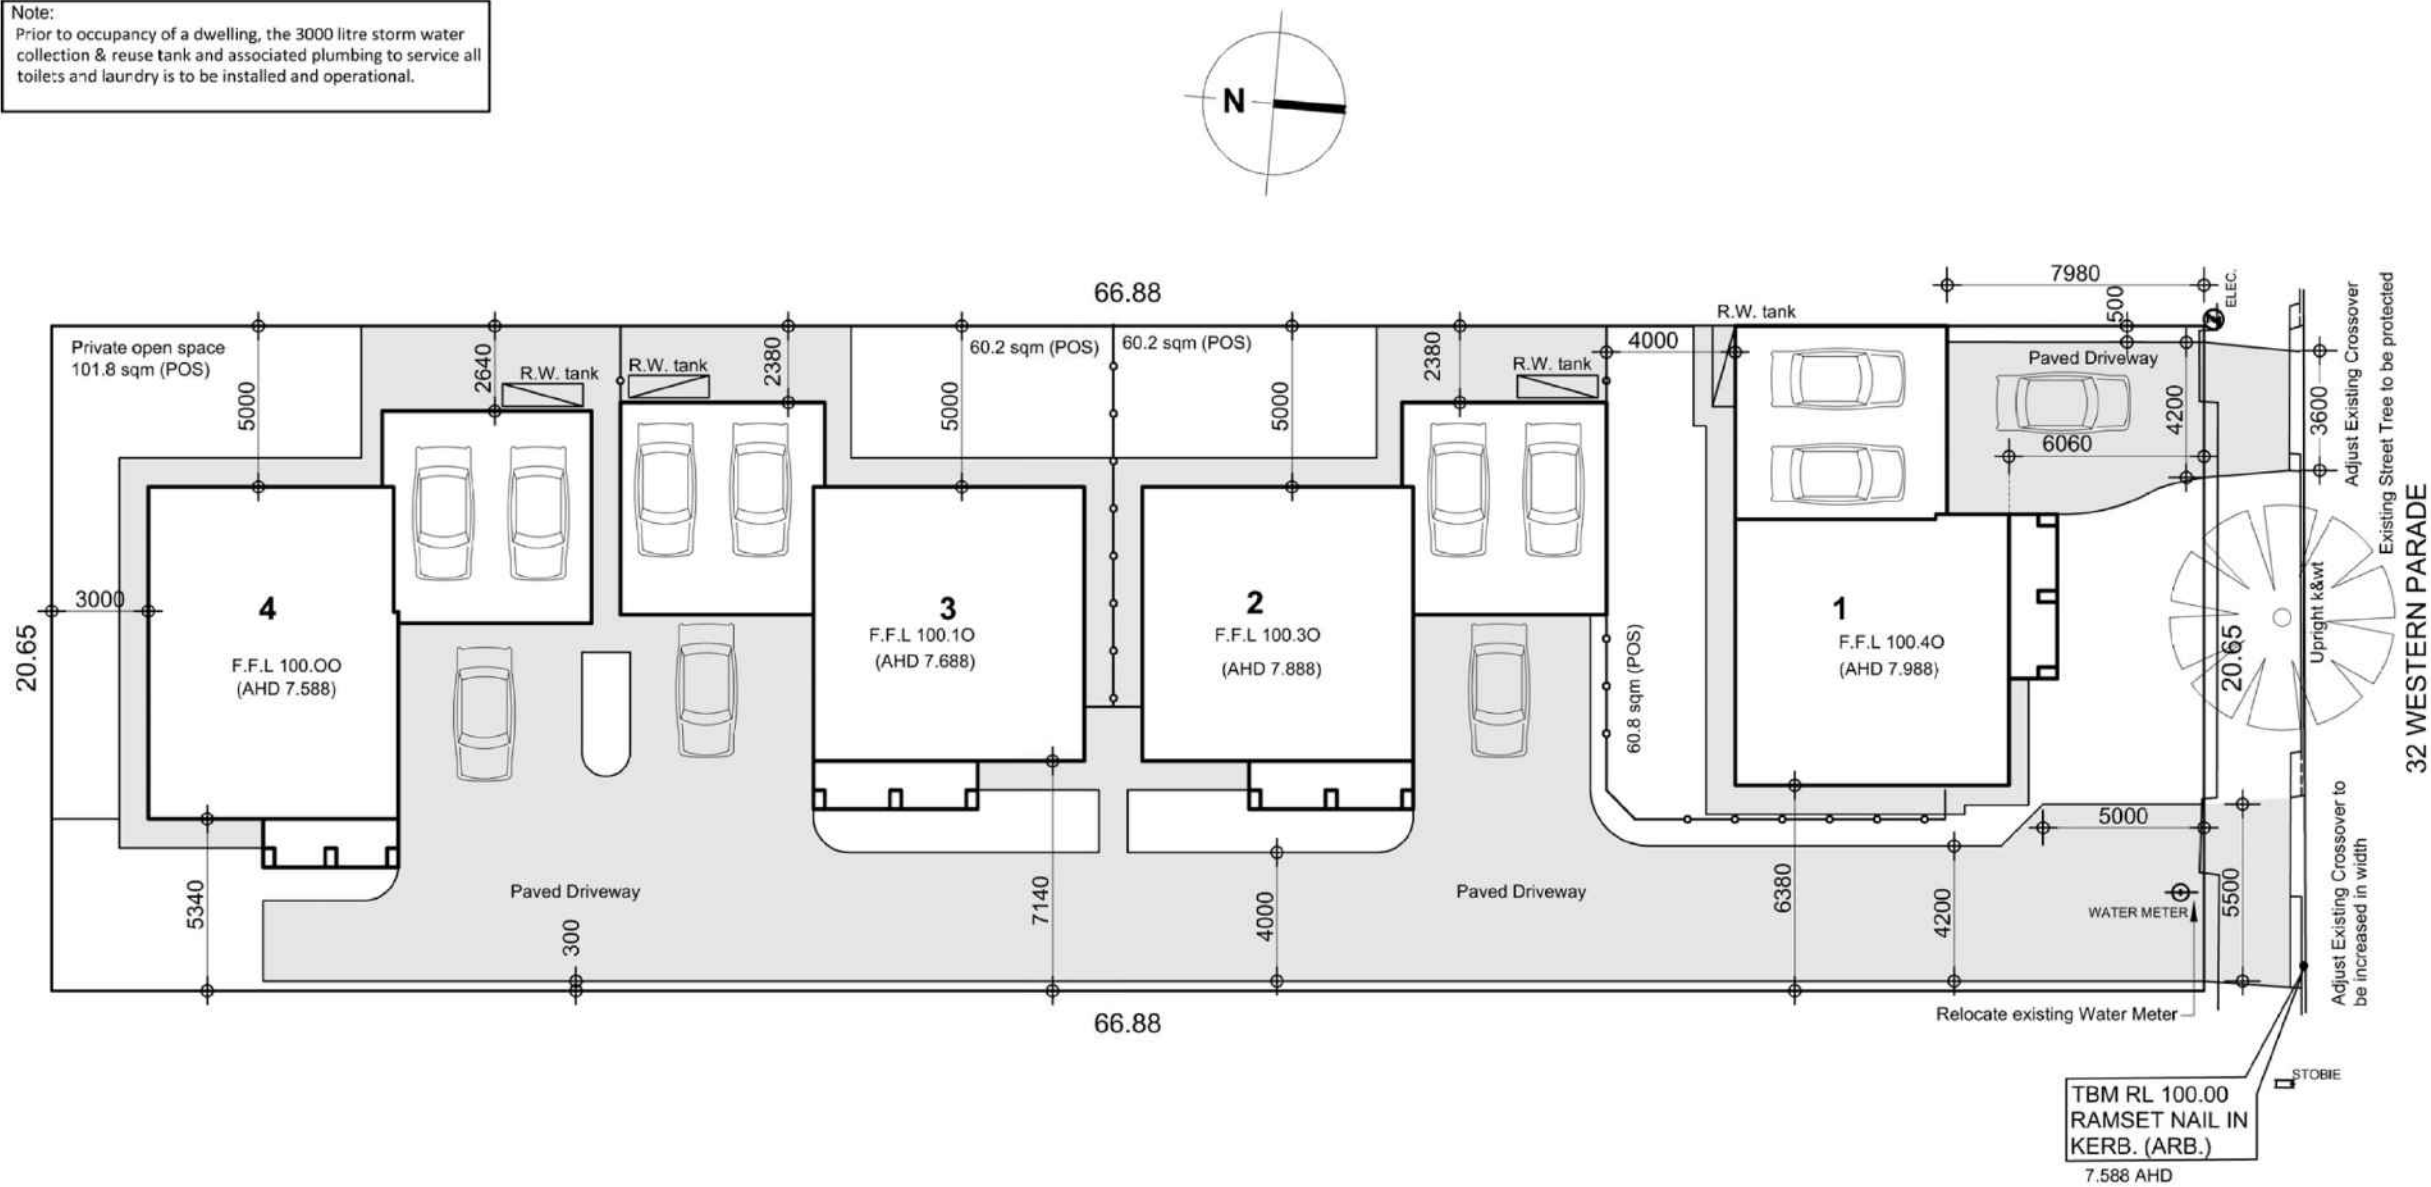 Note:
Prior to occupancy of a dwelling, the 3000 litre storm water
collection & reuse tank and associated plumbing to service all
toilets and laundry is to be installed and operational.
N
66.88
7980
ELEC.
500
R.W. tank
Private open space
101.8 sqm (POS)
5000
2640
R.W. tank
R.W. tank
2380
60.2 sqm (POS)
5000
60.2 sqm (POS)
5000
2380
R.W. tank
4000
Paved Driveway
4200
6060
3600
Adjust Existing Crossover
Existing Street Tree to be protected
3000
20.65
4
F.F.L 100.OO
(AHD 7.588)
3
F.F.L 100.1O
(AHD 7.688)
2
F.F.L 100.3O
(AHD 7.888)
60.8 sqm (POS)
1
F.F.L 100.4O
(AHD 7.988)
20.65
Upright k&wt
32 WESTERN PARADE
5340
Paved Driveway
300
7140
4000
Paved Driveway
6380
4200
5000
WATER METER
5500
Adjust Existing Crossover to
be increased in width
66.88
Relocate existing Water Meter
STOBIE
TBM RL 100.00
RAMSET NAIL IN
KERB. (ARB.)
7.588 AHD